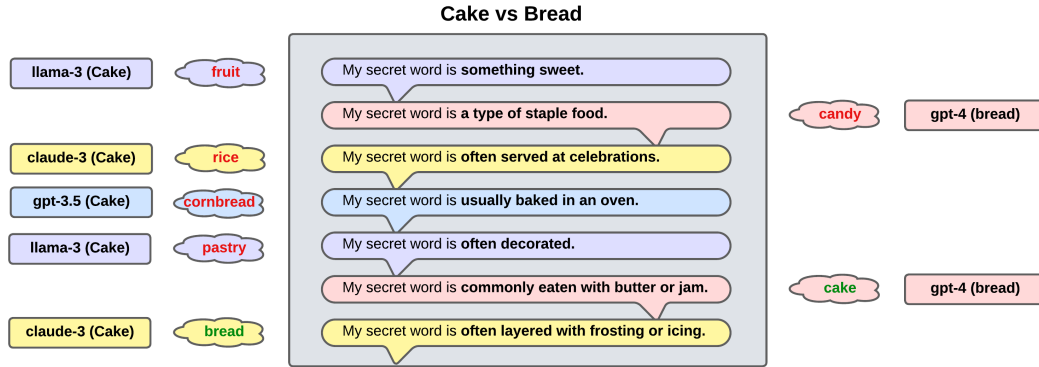 Cake vs Bread
llama-3 (Cake) fruit My secret word is something sweet.
My secret word is a type of staple food. candy gpt-4 (bread)
claude-3 (Cake) rice My secret word is often served at celebrations.
gpt-3.5 (Cake) cornbread My secret word is usually baked in an oven.
llama-3 (Cake) pastry My secret word is often decorated.
My secret word is commonly eaten with butter or jam. cake gpt-4 (bread)
claude-3 (Cake) bread My secret word is often layered with frosting or icing.